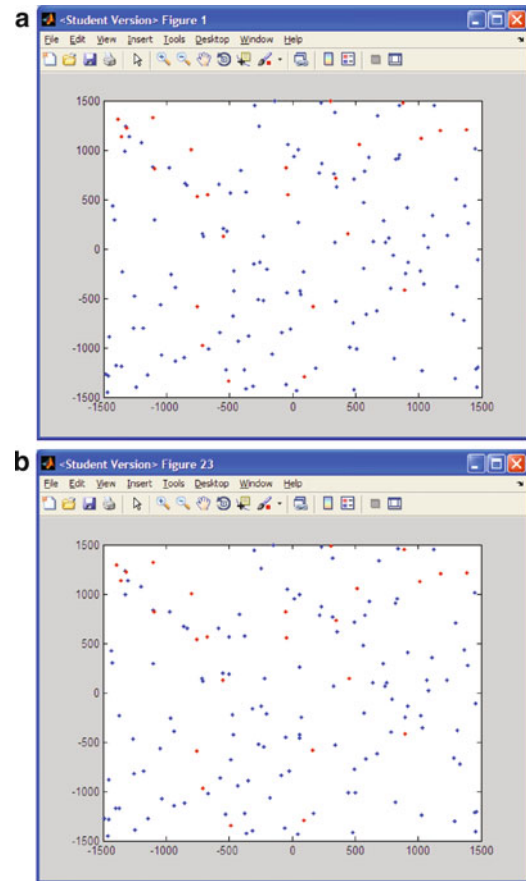 a
<Student Version> Figure 1
File Edit View Insert Tools Desktop Window Help
1500
1000
500
0
-500
-1000
-1500
-1500 -1000 -500 0 500 1000 1500
b
<Student Version> Figure 23
File Edit View Insert Tools Desktop Window Help
1500
1000
500
0
-500
-1000
-1500
-1500 -1000 -500 0 500 1000 1500